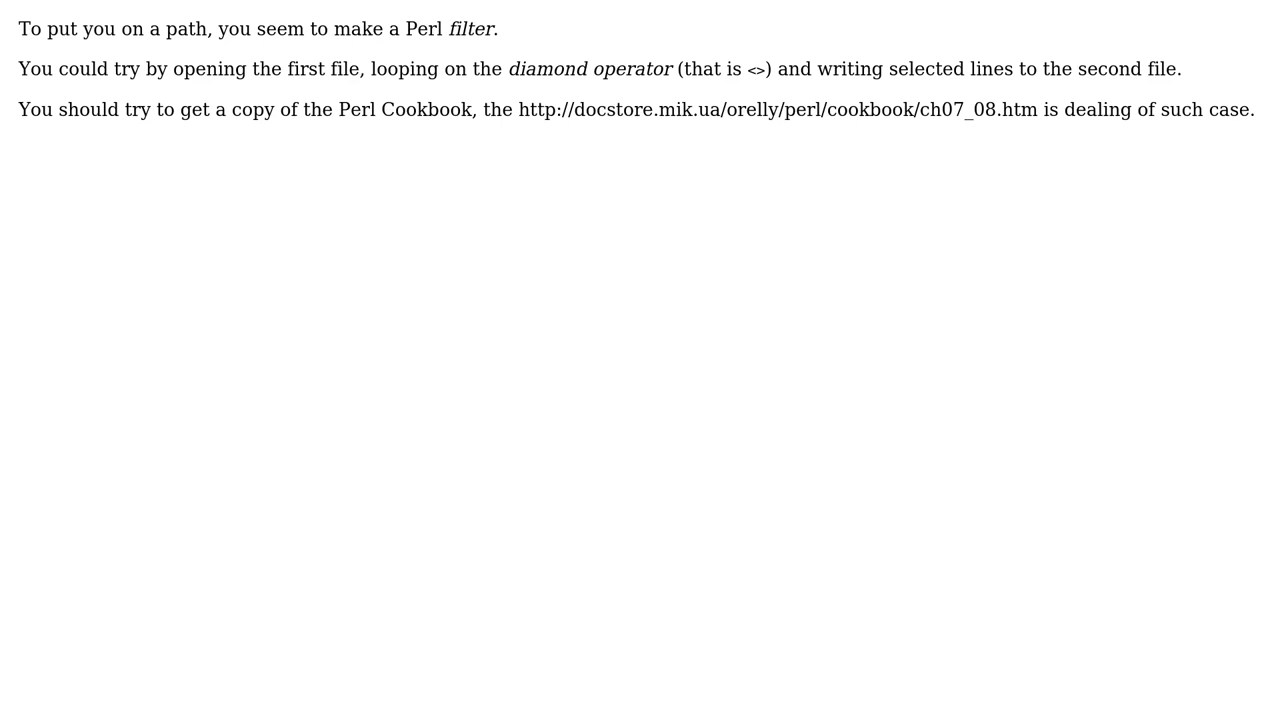 To put you on a path, you seem to make a Perl filter.
You could try by opening the first file, looping on the diamond operator (that is <>) and writing selected lines to the second file.
You should try to get a copy of the Perl Cookbook, the http://docstore.mik.ua/orelly/perl/cookbook/ch07_08.htm is dealing of such case.